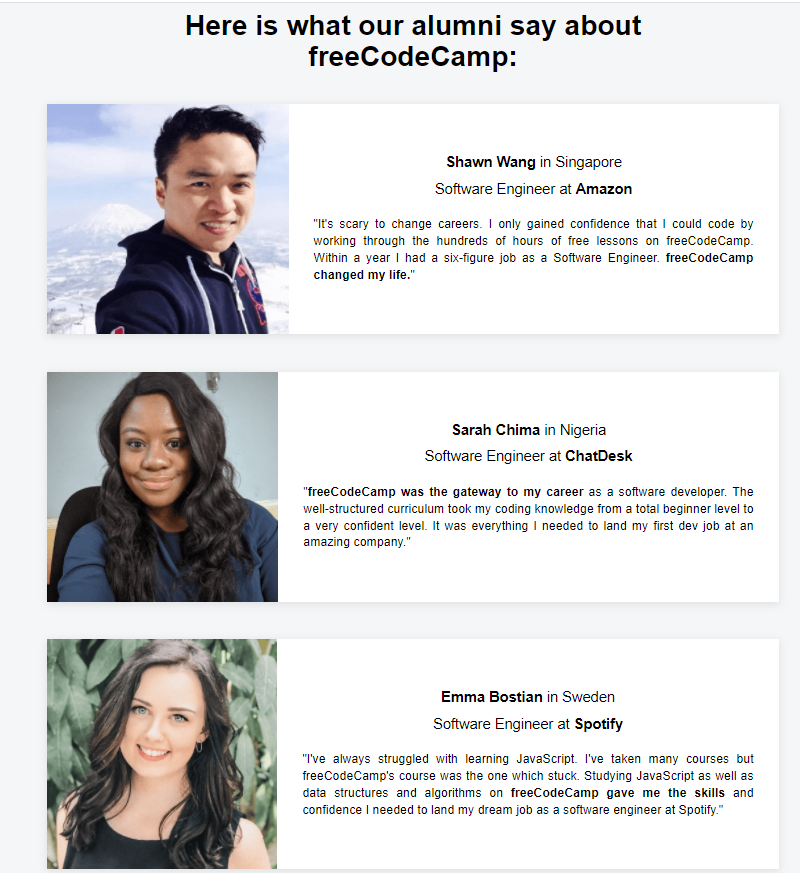 Here is what our alumni say about
freeCodeCamp:
Shawn Wang in Singapore
Software Engineer at Amazon
"It's scary to change careers. I only gained confidence that I could code by
working through the hundreds of hours of free lessons on freeCodeCamp.
Within a year I had a six-figure job as a Software Engineer. freeCodeCamp
changed my life."
Sarah Chima in Nigeria
Software Engineer at ChatDesk
"freeCodeCamp was the gateway to my career as a software developer. The
well-structured curriculum took my coding knowledge from a total beginner level to
a very confident level. It was everything I needed to land my first dev job at an
amazing company."
Emma Bostian in Sweden
Software Engineer at Spotify
"I've always struggled with learning JavaScript. I've taken many courses but
freeCodeCamp's course was the one which stuck. Studying JavaScript as well as
data structures and algorithms on freeCodeCamp gave me the skills and
confidence I needed to land my dream job as a software engineer at Spotify."